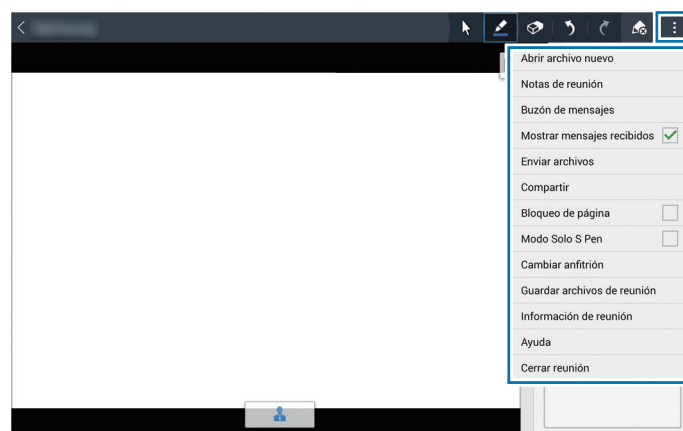 Abrir archivo nuevo
Notas de reunión
Buzón de mensajes
Mostrar mensajes recibidos
Enviar archivos
Compartir
Bloqueo de página
Modo Solo S Pen
Cambiar anfitrión
Guardar archivos de reunión
Información de reunión
Ayuda
Cerrar reunión